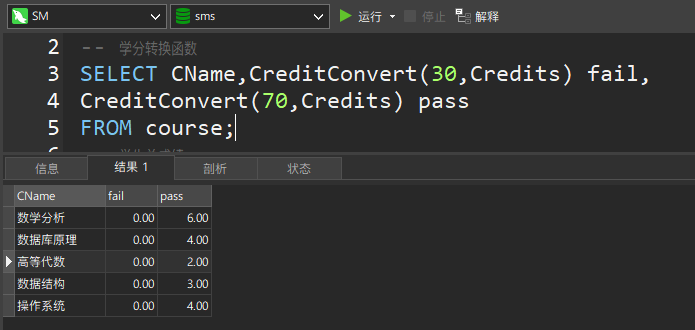 SM sms 运行 停止 解释
2 -- 学分转换函数
3 SELECT CName,CreditConvert(30,Credits) fail,
4 CreditConvert(70,Credits) pass
5 FROM course;
信息 结果 1 剖析 状态
CName fail pass
数学分析 0.00 6.00
数据库原理 0.00 4.00
高等代数 0.00 2.00
数据结构 0.00 3.00
操作系统 0.00 4.00